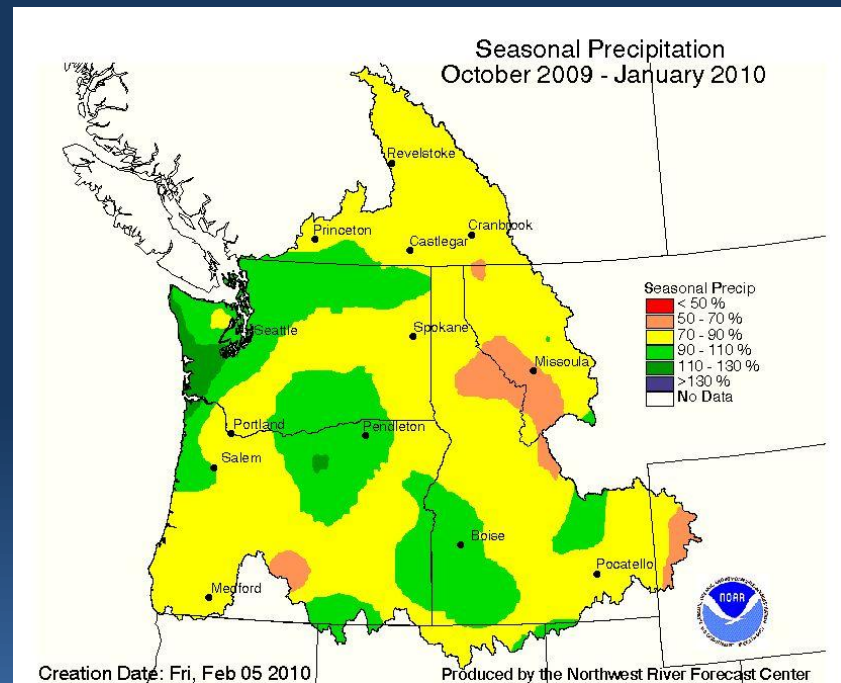 Seasonal Precipitation
October 2009 - January 2010
Revelstoke
Princeton
Cranbrook
Castlegar
Seasonal Precip
< 50 %
50 - 70 %
70 - 90 %
90 - 110 %
110 - 130 %
>130 %
No Data
Seattle
Spokane
Missoula
Portland
Pendleton
Salem
Boise
Pocatello
Medford
NOAA
Creation Date: Fri, Feb 05 2010
Produced by the Northwest River Forecast Center